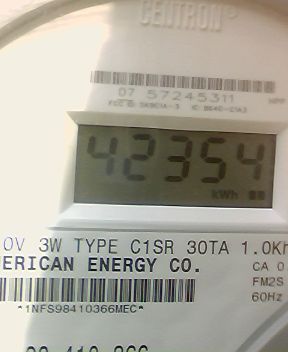 CENTRON®
07 57245311
42354
kWh
0V 3W TYPE C1SR 30TA 1.0Kh
ERICAN ENERGY CO.
CA 0
FM2S
60Hz
*1NFS98410366MEC*